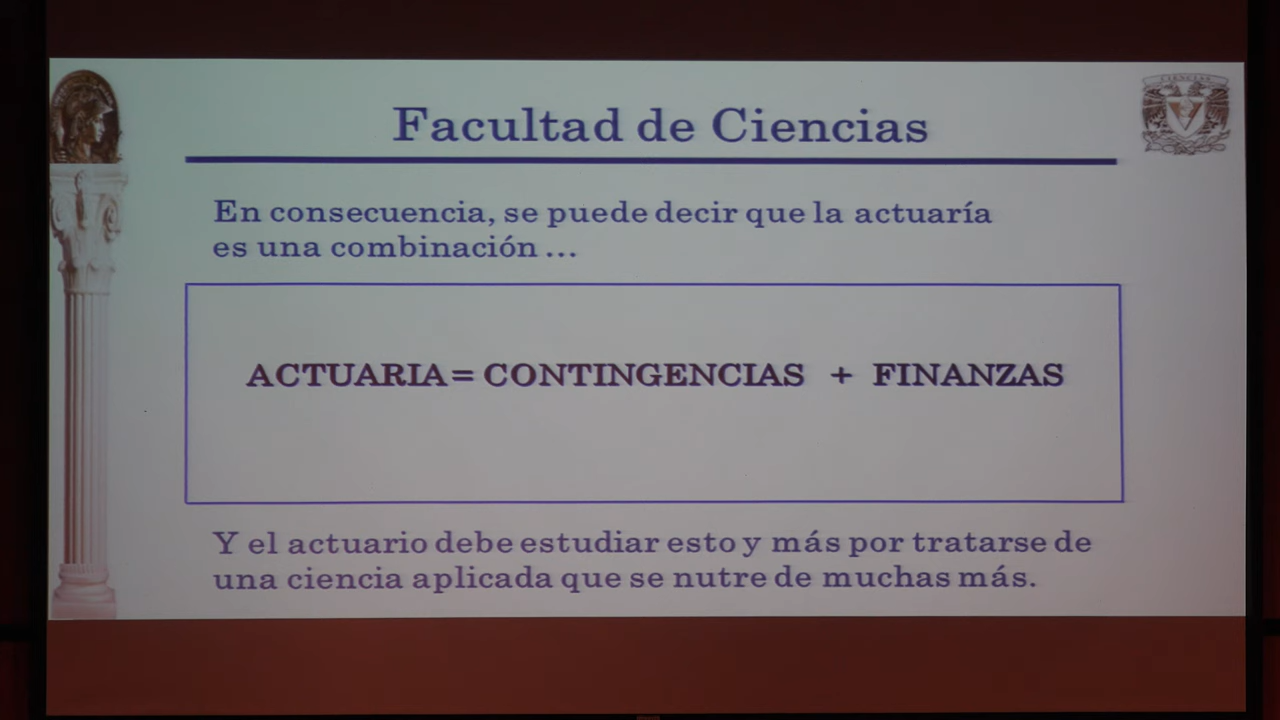 CIENCIAS
Facultad de Ciencias
En consecuencia, se puede decir que la actuaría
es una combinación ...
ACTUARIA = CONTINGENCIAS + FINANZAS
Y el actuario debe estudiar esto y más por tratarse de
una ciencia aplicada que se nutre de muchas más.